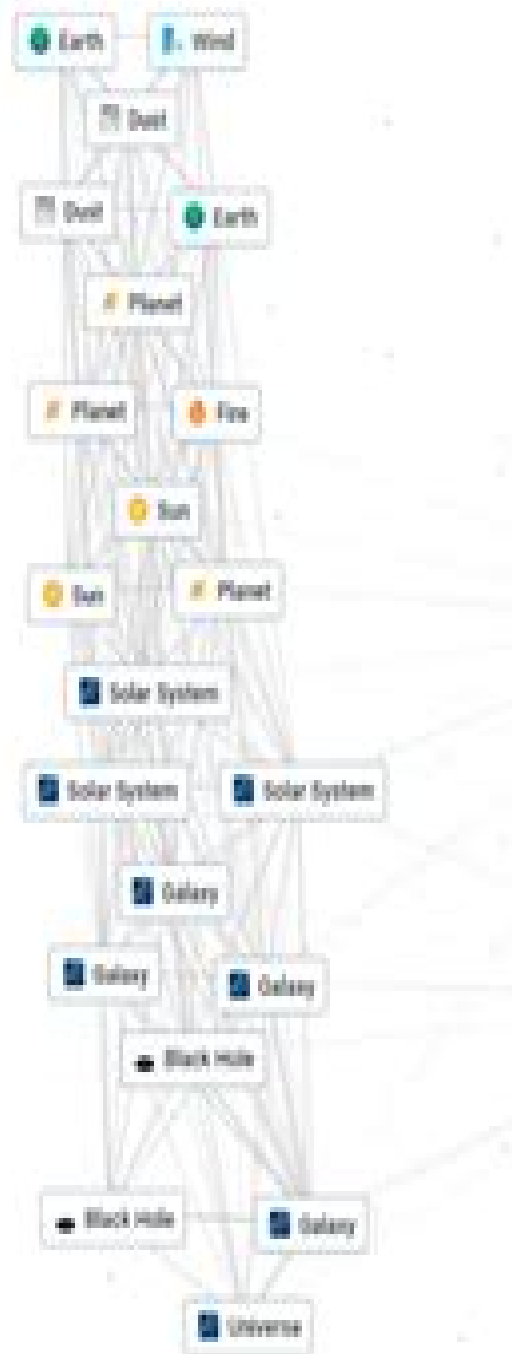 Earth Wind
Dust
Dust Earth
Planet
Planet Fire
Sun
Sun Planet
Solar System
Solar System Solar System
Galaxy
Galaxy Galaxy
Black Hole
Black Hole Galaxy
Universe